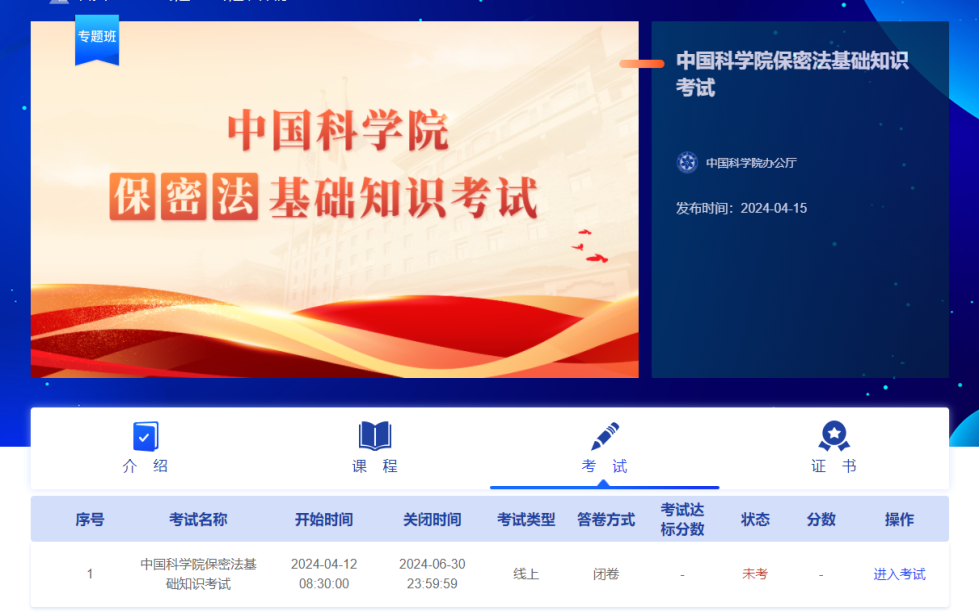 专题班
中国科学院
保密法基础知识考试
中国科学院保密法基础知识
考试
中国科学院办公厅
发布时间：2024-04-15
介 绍
课 程
考 试
证 书
序号 考试名称 开始时间 关闭时间 考试类型 答卷方式 考试达标分数 状态 分数 操作
1 中国科学院保密法基础知识考试 2024-04-12 08:30:00 2024-06-30 23:59:59 线上 闭卷 - 未考 - 进入考试